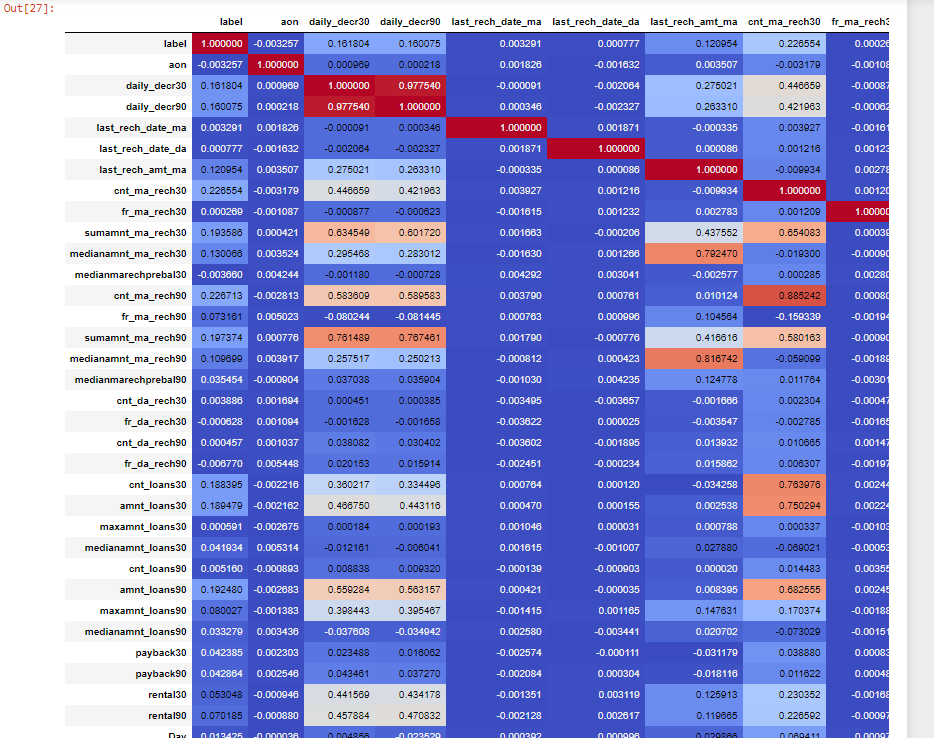 Out[27]:
label aon daily_decr30 daily_decr90 last_rech_date_ma last_rech_date_da last_rech_amt_ma cnt_ma_rech30 fr_ma_rech3
label 1.000000 -0.003257 0.161804 0.160075 0.003291 0.000777 0.120954 0.226554 0.00026
aon -0.003257 1.000000 0.000969 0.000218 0.001826 -0.001632 0.003507 -0.003179 -0.00108
daily_decr30 0.161804 0.000969 1.000000 0.977540 -0.000091 -0.002064 0.275021 0.446659 -0.00087
daily_decr90 0.160075 0.000218 0.977540 1.000000 0.000346 -0.002327 0.263310 0.421963 -0.00062
last_rech_date_ma 0.003291 0.001826 -0.000091 0.000346 1.000000 0.001871 -0.000335 0.003927 -0.00161
last_rech_date_da 0.000777 -0.001632 -0.002064 -0.002327 0.001871 1.000000 0.000086 0.001216 0.00123
last_rech_amt_ma 0.120954 0.003507 0.275021 0.263310 -0.000335 0.000086 1.000000 -0.009934 0.00278
cnt_ma_rech30 0.226554 -0.003179 0.446659 0.421963 0.003927 0.001216 -0.009934 1.000000 0.00120
fr_ma_rech30 0.000269 -0.001087 -0.000877 -0.000623 -0.001615 0.001232 0.002783 0.001209 1.00000
sumamnt_ma_rech30 0.193586 0.000421 0.634549 0.601720 0.001663 -0.000206 0.437552 0.654083 0.00039
medianamnt_ma_rech30 0.130066 0.003524 0.295468 0.283012 -0.001630 0.001266 0.792470 -0.019300 -0.00090
medianmarechprebal30 -0.003660 0.004244 -0.001180 -0.000728 0.004292 0.003041 -0.002577 0.000285 0.00280
cnt_ma_rech90 0.226713 -0.002813 0.583609 0.589583 0.003790 0.000761 0.010124 0.885242 0.00080
fr_ma_rech90 0.073161 0.005023 -0.080244 -0.081445 0.000763 0.000996 0.104564 -0.159339 -0.00194
sumamnt_ma_rech90 0.197374 0.000776 0.761489 0.767461 0.001790 -0.000776 0.416616 0.580163 -0.00090
medianamnt_ma_rech90 0.109699 0.003917 0.257517 0.250213 -0.000812 0.000423 0.816742 -0.059099 -0.00189
medianmarechprebal90 0.035454 -0.000904 0.037038 0.035904 -0.001030 0.004235 0.124778 0.011764 -0.00301
cnt_da_rech30 0.003886 0.001694 0.000451 0.000385 -0.003495 -0.003657 -0.001666 0.002304 -0.00047
fr_da_rech30 -0.000628 0.001094 -0.001628 -0.001658 -0.003622 0.000025 -0.003547 -0.002785 -0.00165
cnt_da_rech90 0.000457 0.001037 0.038082 0.030402 -0.003602 -0.001895 0.013932 0.010665 0.00147
fr_da_rech90 -0.006770 0.005448 0.020153 0.015914 -0.002451 -0.000234 0.015862 0.006307 -0.00197
cnt_loans30 0.188395 -0.002216 0.360217 0.334496 0.000764 0.000120 -0.034258 0.763976 0.00244
amnt_loans30 0.189479 -0.002162 0.466750 0.443116 0.000470 0.000155 0.002538 0.750294 0.00224
maxamnt_loans30 0.000591 -0.002675 0.000184 0.000193 0.001046 0.000031 0.000788 0.000337 -0.00103
medianamnt_loans30 0.041934 0.005314 -0.012161 -0.006041 0.001615 -0.001007 0.027880 -0.069021 -0.00053
cnt_loans90 0.005160 -0.000893 0.008838 0.009320 -0.000139 -0.000903 0.000020 0.014483 0.00355
amnt_loans90 0.192480 -0.002683 0.559284 0.563157 0.000421 -0.000035 0.008395 0.682555 0.00245
maxamnt_loans90 0.080027 -0.001383 0.398443 0.395467 -0.001415 0.001165 0.147631 0.170374 -0.00188
medianamnt_loans90 0.033279 0.003436 -0.037608 -0.034942 0.002580 -0.003441 0.020702 -0.073029 -0.00151
payback30 0.042385 0.002303 0.023488 0.016062 -0.002574 -0.000111 -0.031179 0.038880 0.00083
payback90 0.042864 0.002546 0.043461 0.037270 -0.002084 0.000304 -0.018116 0.011622 0.00048
rental30 0.053048 -0.000946 0.441569 0.434178 -0.001351 0.003119 0.125913 0.230352 -0.00168
rental90 0.070185 -0.000880 0.457884 0.470832 -0.002128 0.002617 0.119665 0.226592 -0.00097
Day 0.013425 -0.000036 0.004856 -0.023529 0.000392 0.000996 0.029866 0.069411 0.00097